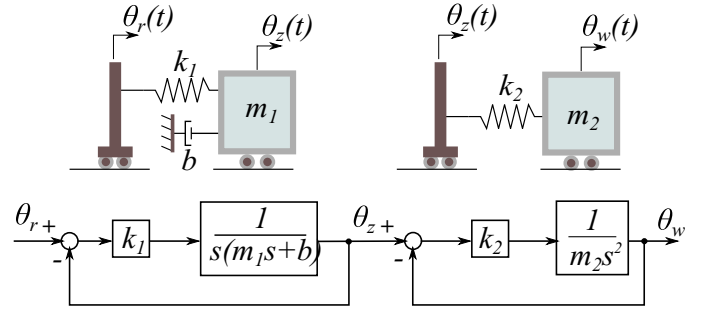 θr(t)
θz(t)
θz(t)
θw(t)
k1
k2
m1
m2
b
θr
+
-
k1
1
s(m1s+b)
θz
+
-
k2
1
m2s²
θw